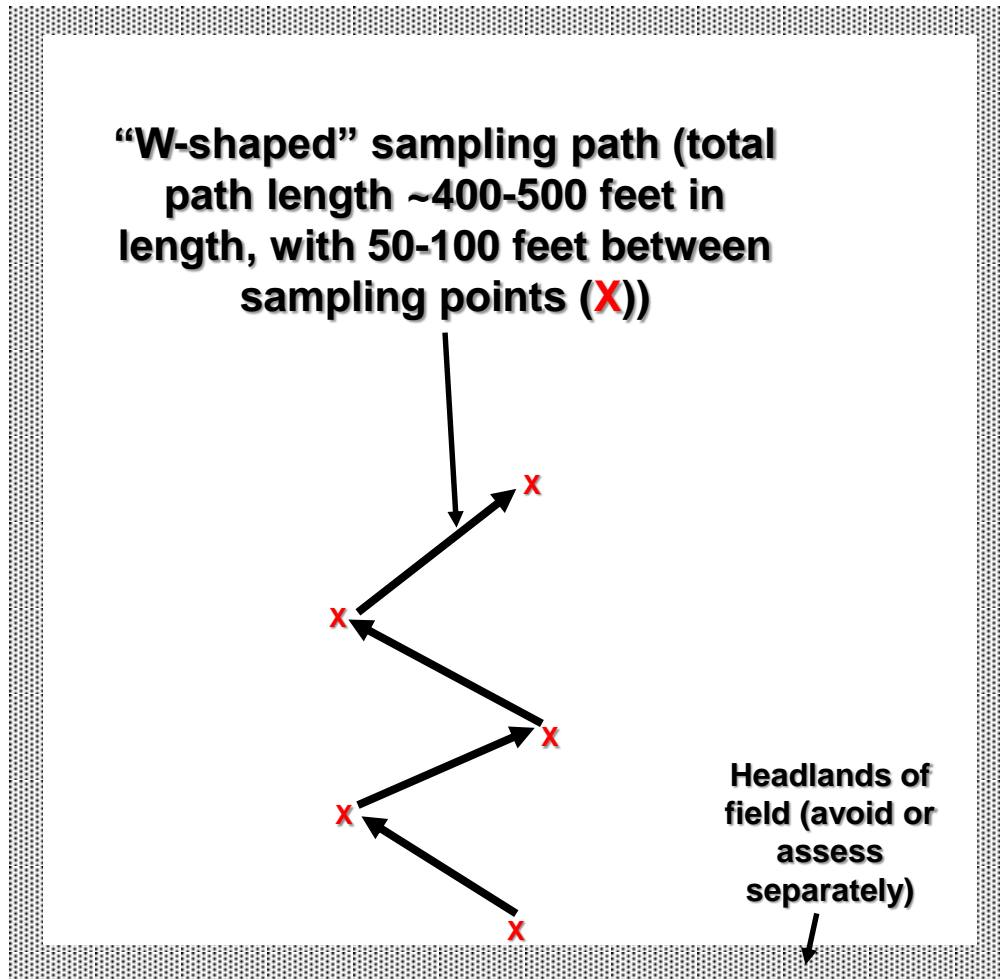 “W-shaped” sampling path (total
path length ~400-500 feet in
length, with 50-100 feet between
sampling points (X))
X
X
X
Headlands of
field (avoid or
assess
separately)
X
X